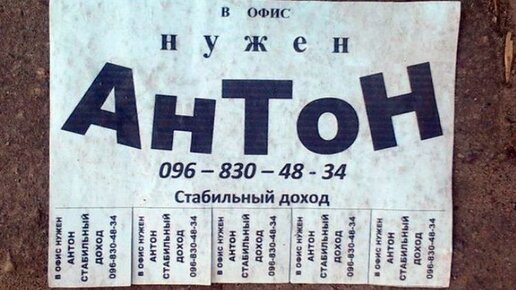 В ОФИС
нужен
АнТоН
096 – 830 – 48 - 34
Стабильный доход
В ОФИС НУЖЕН
АНТОН
СТАБИЛЬНЫЙ
ДОХОД
096-830-48-34
В ОФИС НУЖЕН
АНТОН
СТАБИЛЬНЫЙ
ДОХОД
096-830-48-34
В ОФИС НУЖЕН
АНТОН
СТАБИЛЬНЫЙ
ДОХОД
096-830-48-34
В ОФИС НУЖЕН
АНТОН
СТАБИЛЬНЫЙ
ДОХОД
096-830-48-34
В ОФИС НУЖЕН
АНТОН
СТАБИЛЬНЫЙ
ДОХОД
096-830-48-34